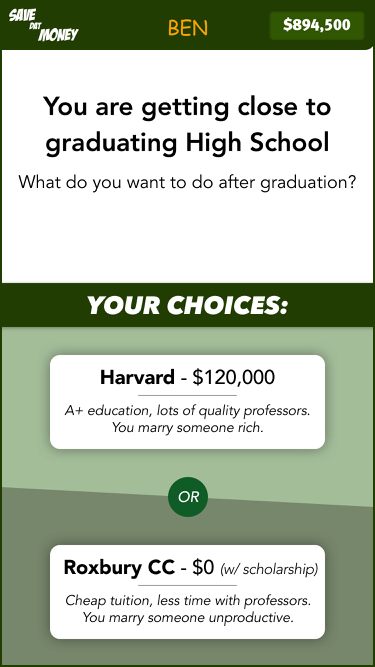 SAVE
DAT
MONEY
BEN
$894,500
You are getting close to
graduating High School
What do you want to do after graduation?
YOUR CHOICES:
Harvard - $120,000
A+ education, lots of quality professors.
You marry someone rich.
OR
Roxbury CC - $0 (w/ scholarship)
Cheap tuition, less time with professors.
You marry someone unproductive.